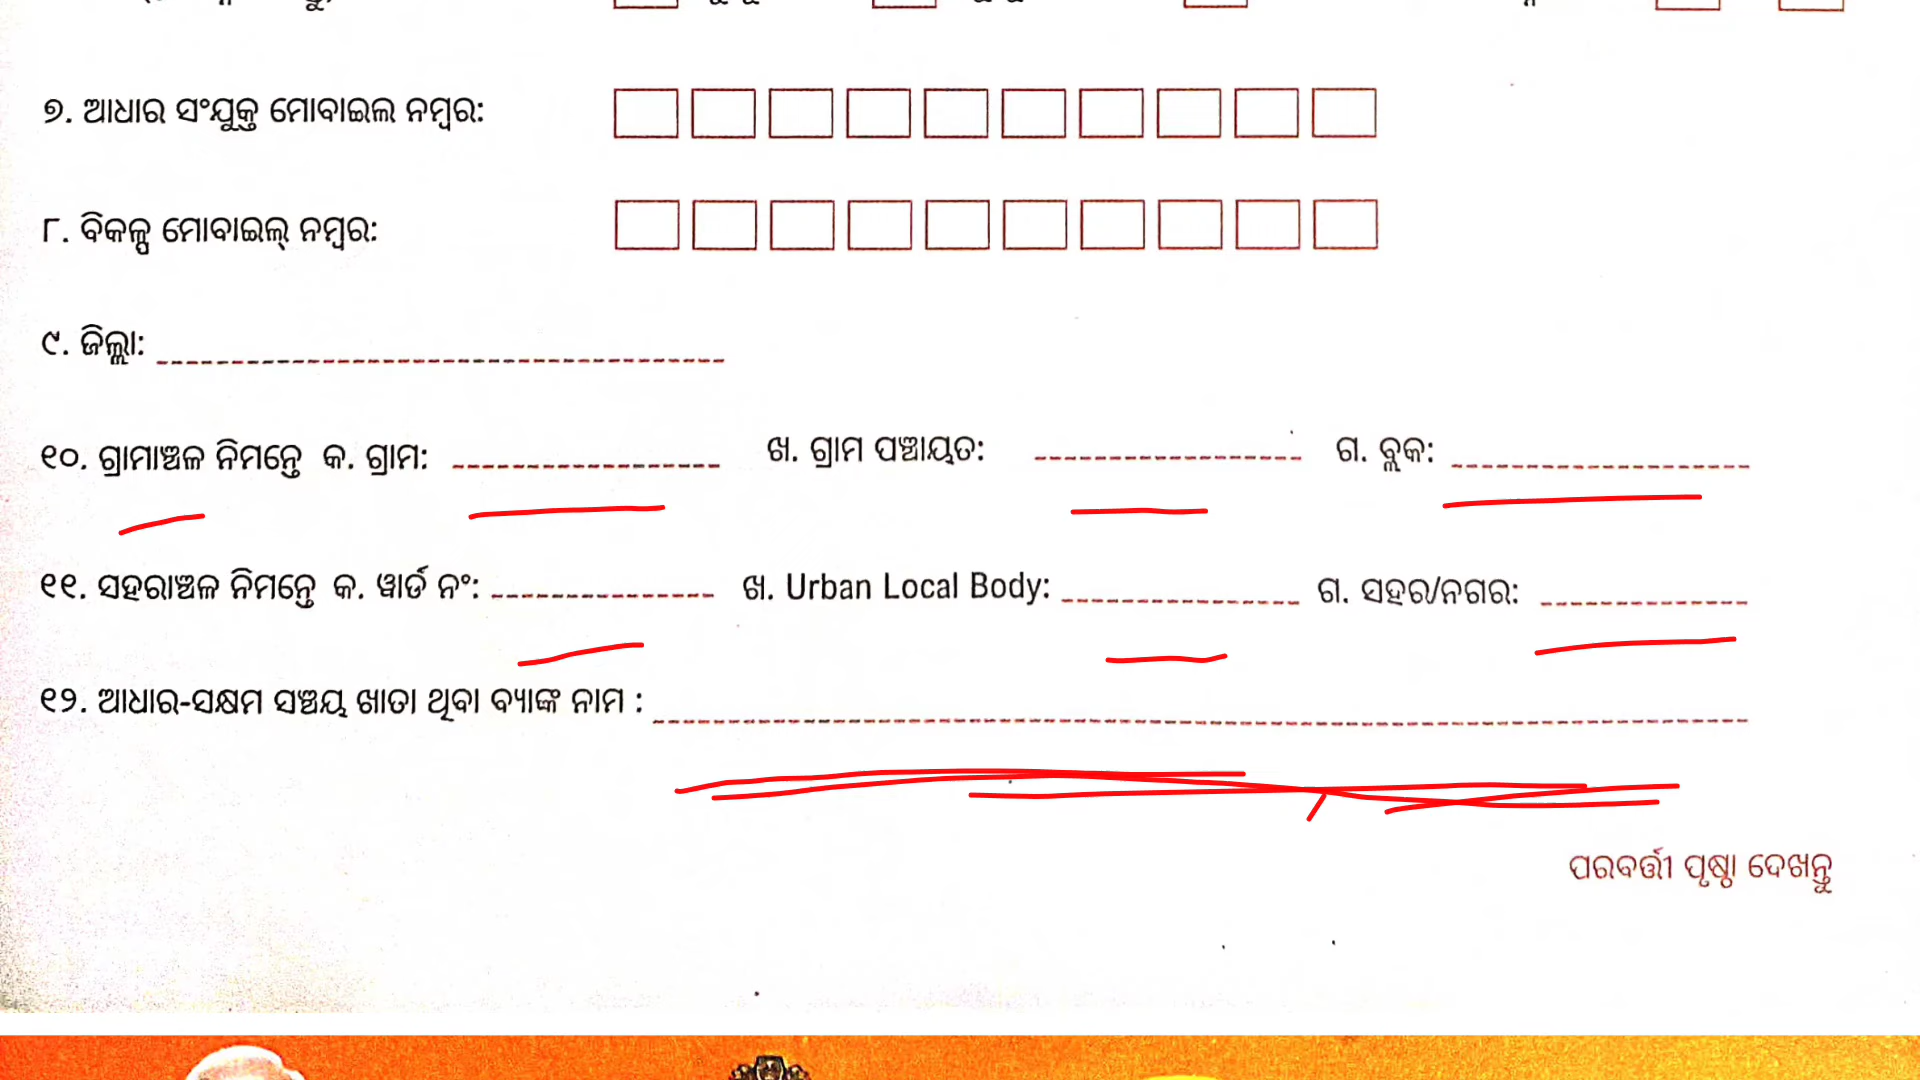 ୭. ଆଧାର ସଂଯୁକ୍ତ ମୋବାଇଲ ନମ୍ବର:
୮. ବିକଳ୍ପ ମୋବାଇଲ୍ ନମ୍ବର:
୯. ଜିଲ୍ଲା:
୧୦. ଗ୍ରାମାଞ୍ଚଳ ନିମନ୍ତେ କ. ଗ୍ରାମ: ଖ. ଗ୍ରାମ ପଞ୍ଚାୟତ: ଗ. ବ୍ଲକ:
୧୧. ସହରାଞ୍ଚଳ ନିମନ୍ତେ କ. ୱାର୍ଡ ନଂ: ଖ. Urban Local Body: ଗ. ସହର/ନଗର:
୧୨. ଆଧାର-ସକ୍ଷମ ସଞ୍ଚୟ ଖାତା ଥିବା ବ୍ୟାଙ୍କ ନାମ :
ପରବର୍ତ୍ତୀ ପୃଷ୍ଠା ଦେଖନ୍ତୁ